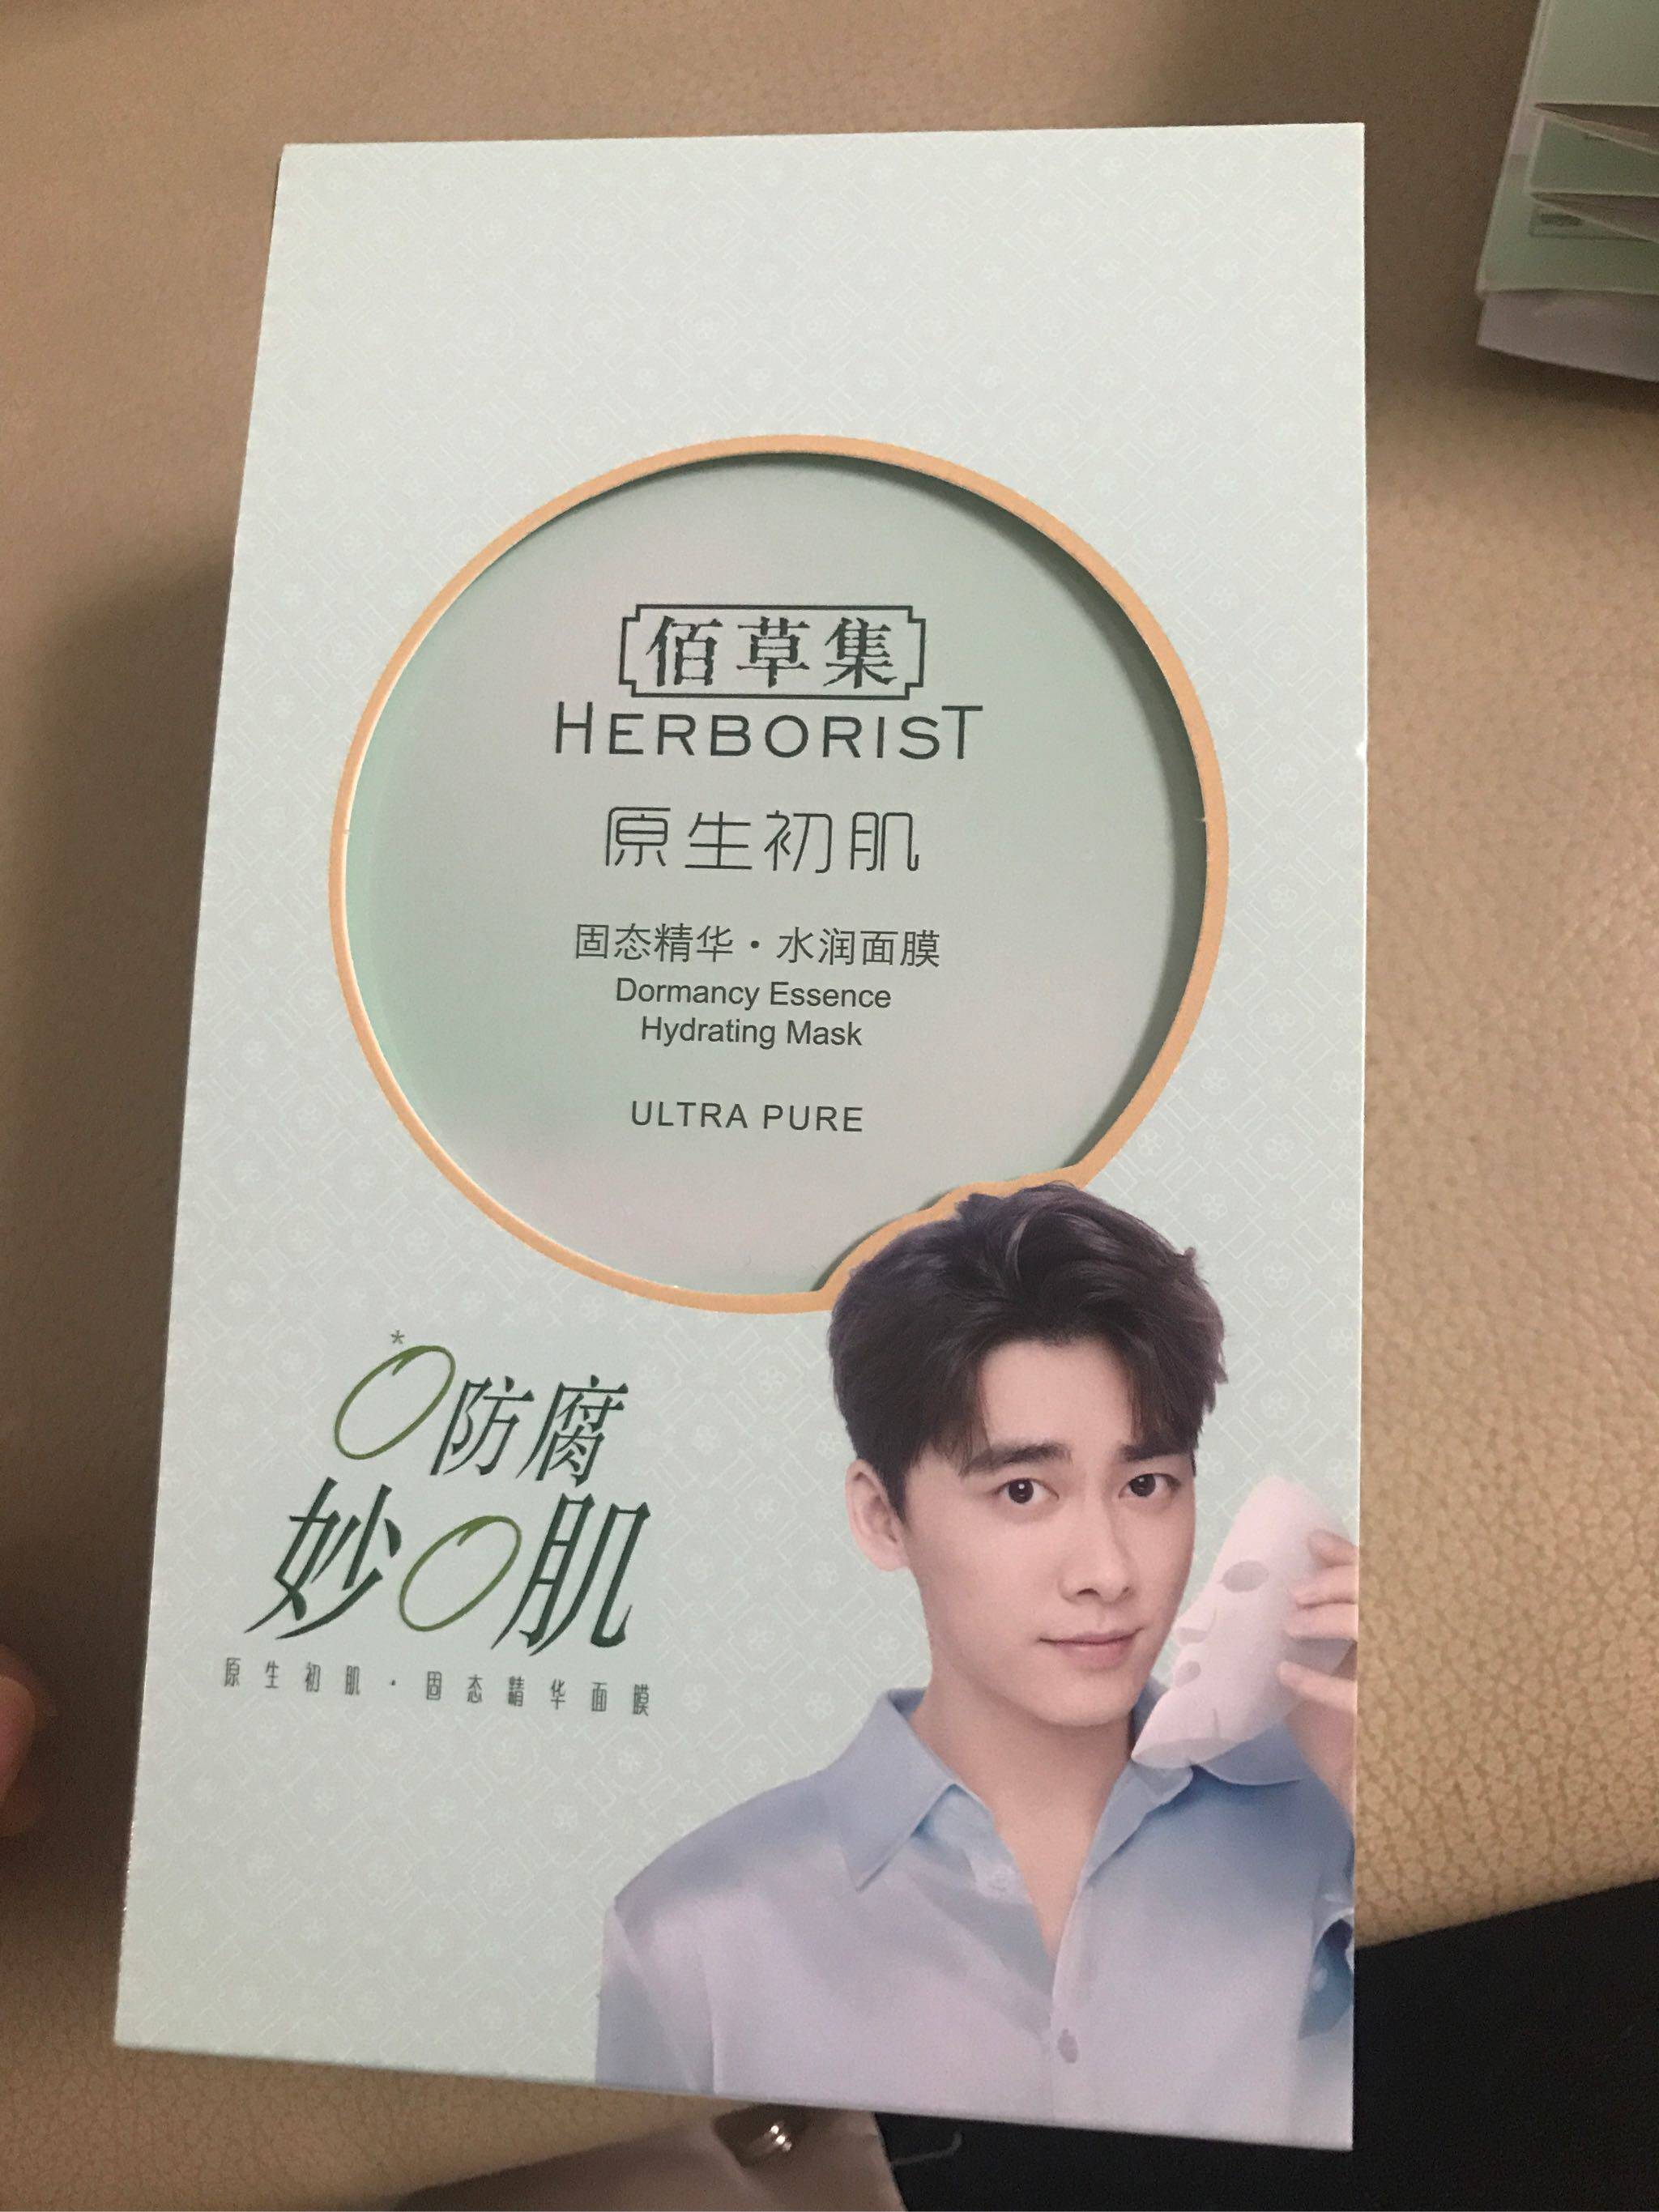 佰草集
HERBORIST
原生初肌
固态精华·水润面膜
Dormancy Essence
Hydrating Mask
ULTRA PURE
*0防腐
妙0肌
原生初肌·固态精华面膜